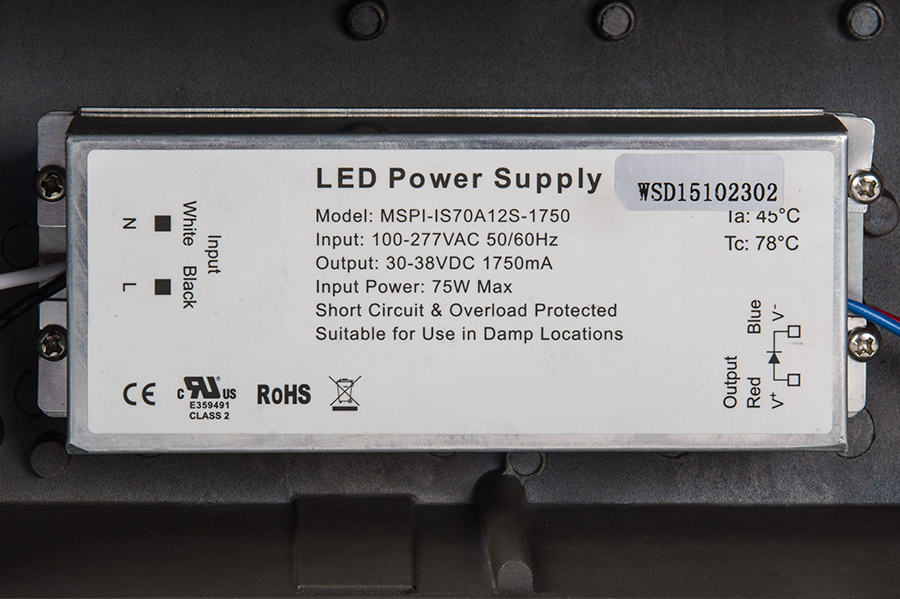 LED Power Supply
WSD15102302
Model: MSPI-IS70A12S-1750
Input: 100-277VAC 50/60Hz
Output: 30-38VDC 1750mA
Input Power: 75W Max
Short Circuit & Overload Protected
Suitable for Use in Damp Locations
Ta: 45°C
Tc: 78°C
Input
White Black
N L
Output
Red Blue
V+ V-
CE
c RU US
E359491
CLASS 2
RoHS